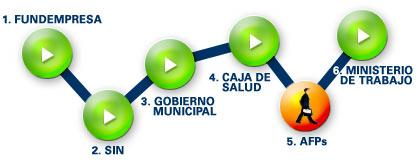 1. FUNDEMPRESA
2. SIN
3. GOBIERNO
MUNICIPAL
4. CAJA DE
SALUD
5. AFPs
6. MINISTERIO
DE TRABAJO